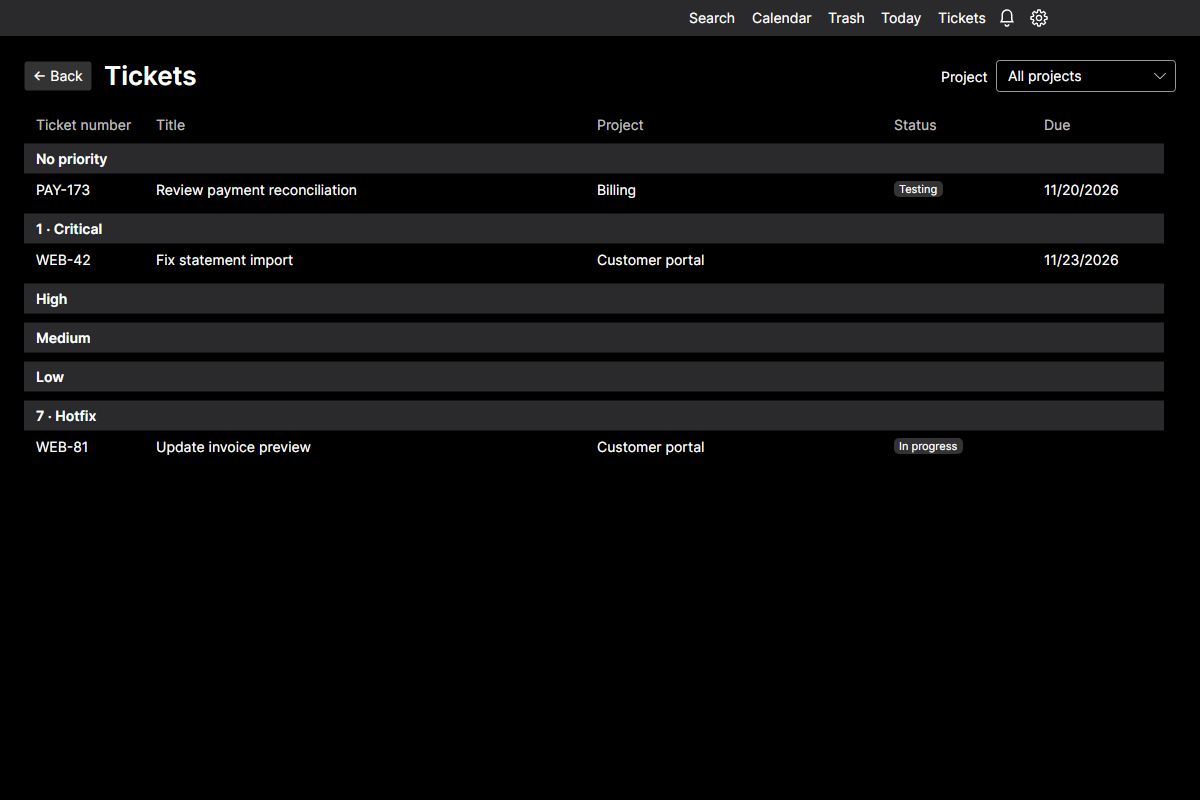 Search Calendar Trash Today Tickets
← Back Tickets Project All projects
Ticket number Title Project Status Due
No priority
PAY-173 Review payment reconciliation Billing Testing 11/20/2026
1 · Critical
WEB-42 Fix statement import Customer portal 11/23/2026
High
Medium
Low
7 · Hotfix
WEB-81 Update invoice preview Customer portal In progress